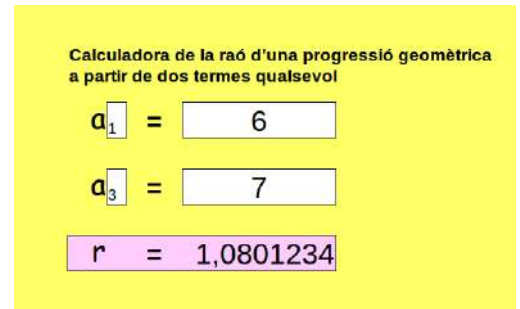 Calculadora de la raó d'una progressió geomètrica
a partir de dos termes qualsevol
a1 = 6
a3 = 7
r = 1,0801234